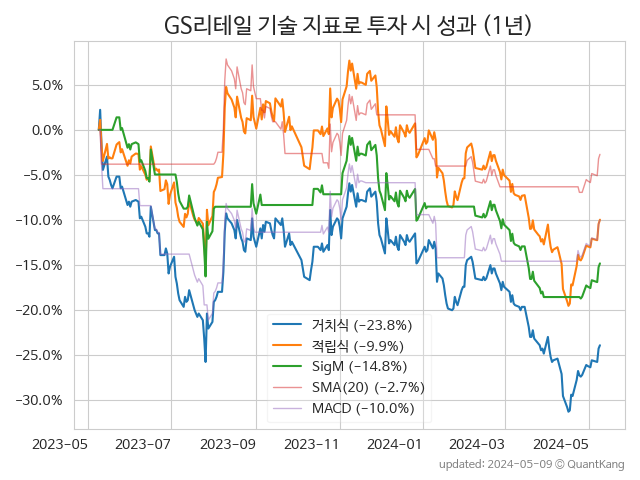 GS리테일 기술 지표로 투자 시 성과 (1년)
5.0%
0.0%
−5.0%
−10.0%
−15.0%
−20.0%
−25.0%
−30.0%
거치식 (−23.8%)
적립식 (−9.9%)
SigM (−14.8%)
SMA(20) (−2.7%)
MACD (−10.0%)
2023−05 2023−07 2023−09 2023−11 2024−01 2024−03 2024−05
updated: 2024−05−09 ⓒ QuantKang